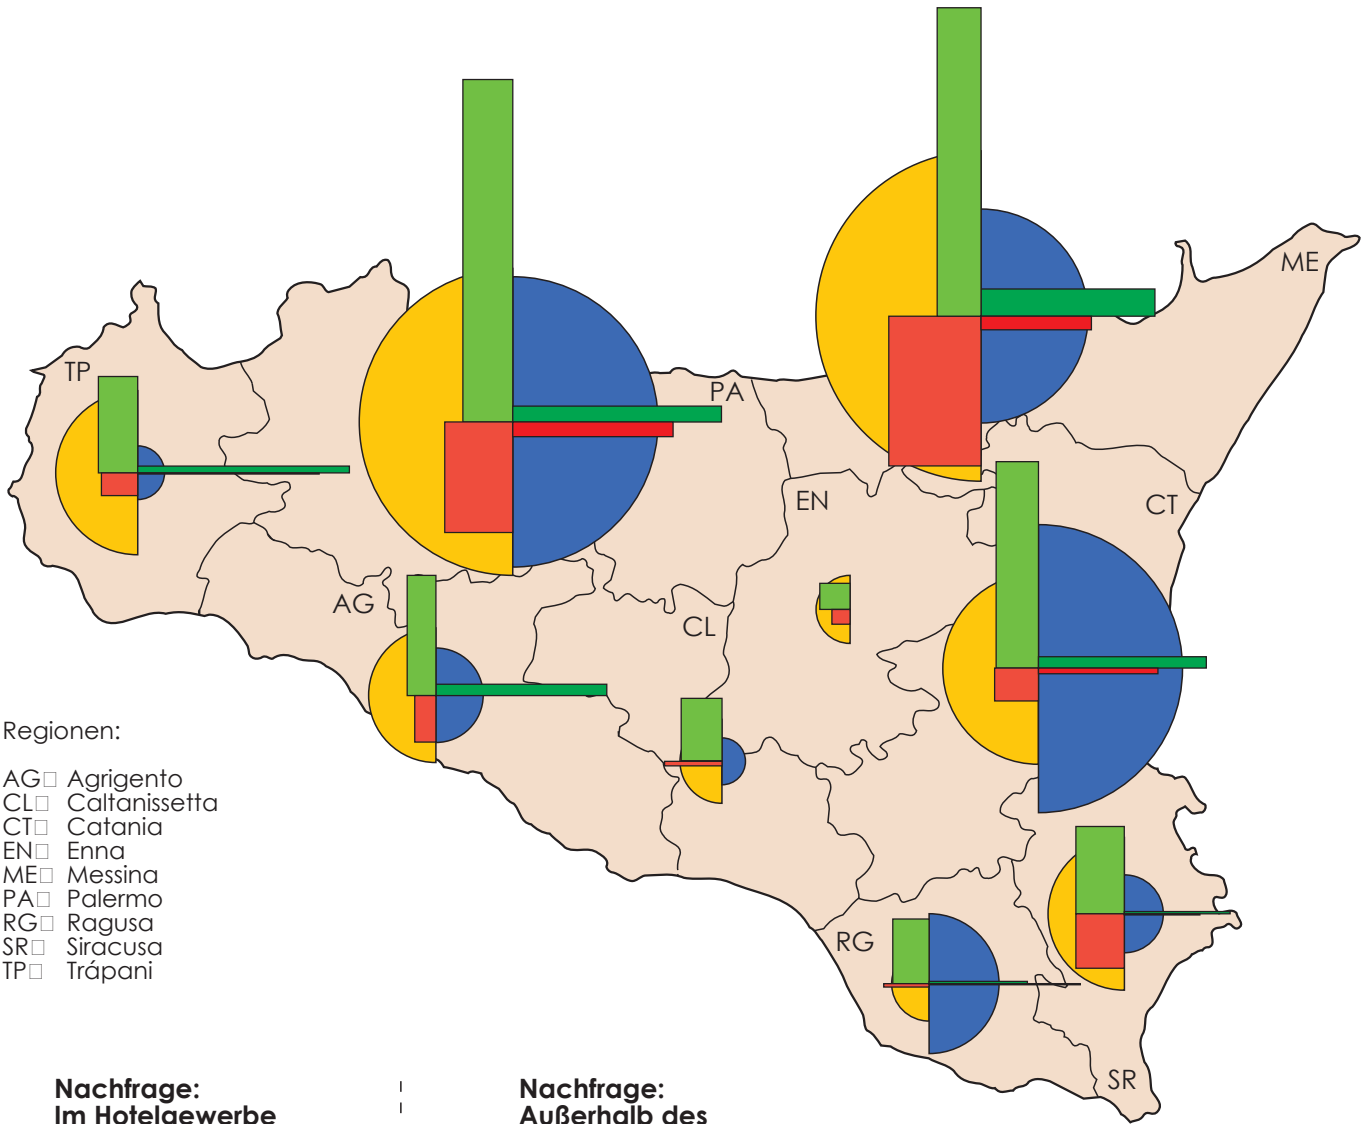 ME
TP
PA
EN
CT
AG
CL
RG
SR
Regionen:
AG□ Agrigento
CL□ Caltanissetta
CT□ Catania
EN□ Enna
ME□ Messina
PA□ Palermo
RG□ Ragusa
SR□ Siracusa
TP□ Trápani
Nachfrage:
Im Hotelgewerbe
Nachfrage:
Außerhalb des